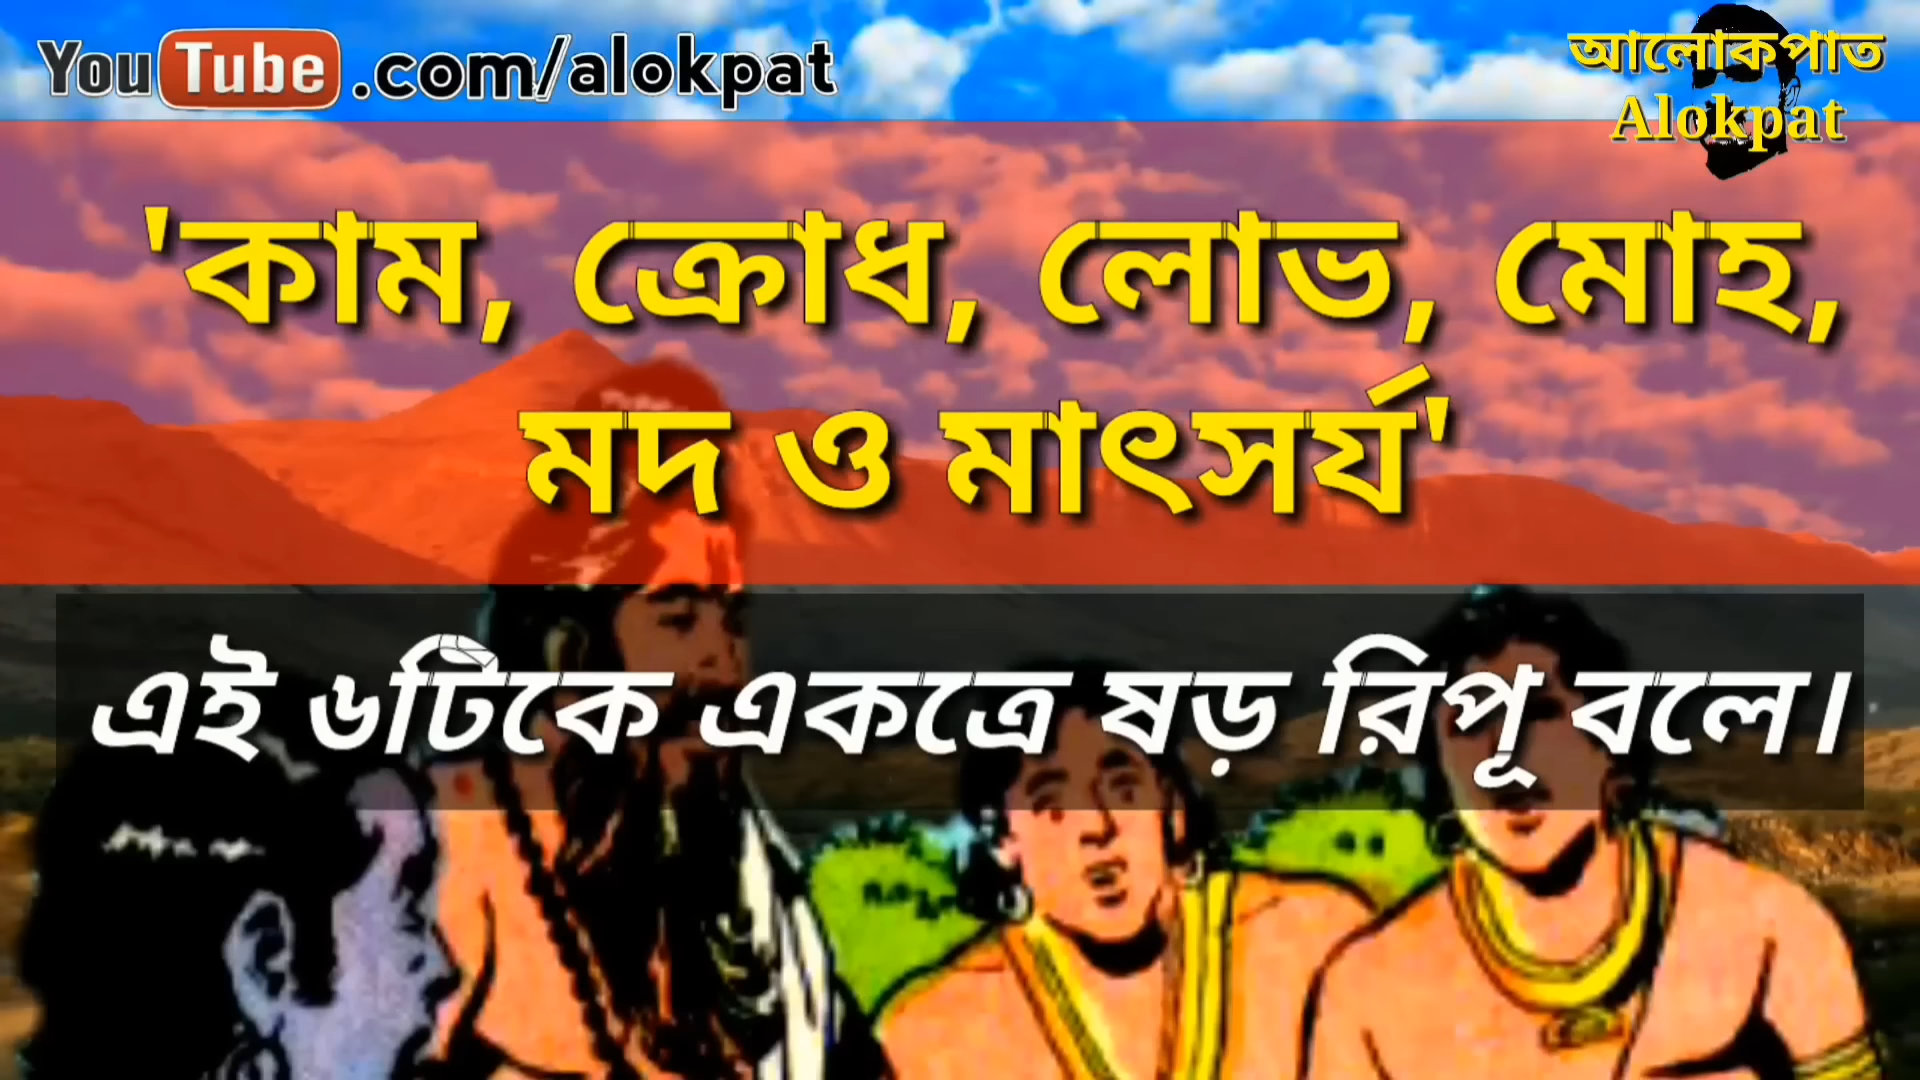 YouTube.com/alokpat
আলোকপাত
Alokpat
'কাম, ক্রোধ, লোভ, মোহ,
মদ ও মাৎসর্য'
এই ৬টিকে একত্রে ষড় রিপূ বলে।